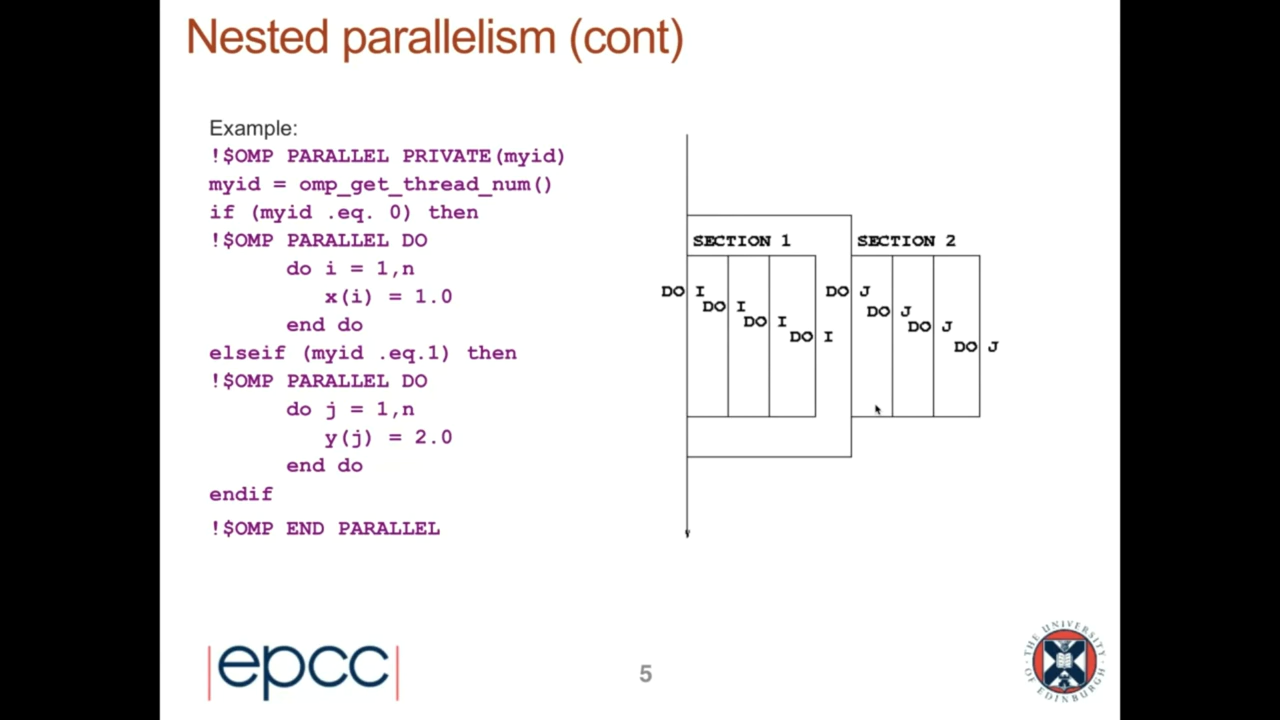 Nested parallelism (cont)
Example:
!$OMP PARALLEL PRIVATE(myid)
myid = omp_get_thread_num()
if (myid .eq. 0) then
!$OMP PARALLEL DO
do i = 1,n
x(i) = 1.0
end do
elseif (myid .eq.1) then
!$OMP PARALLEL DO
do j = 1,n
y(j) = 2.0
end do
endif
!$OMP END PARALLEL
SECTION 1
SECTION 2
DO I
DO I
DO I
DO I
DO J
DO J
DO J
DO J
epcc
5
THE UNIVERSITY
OF EDINBURGH